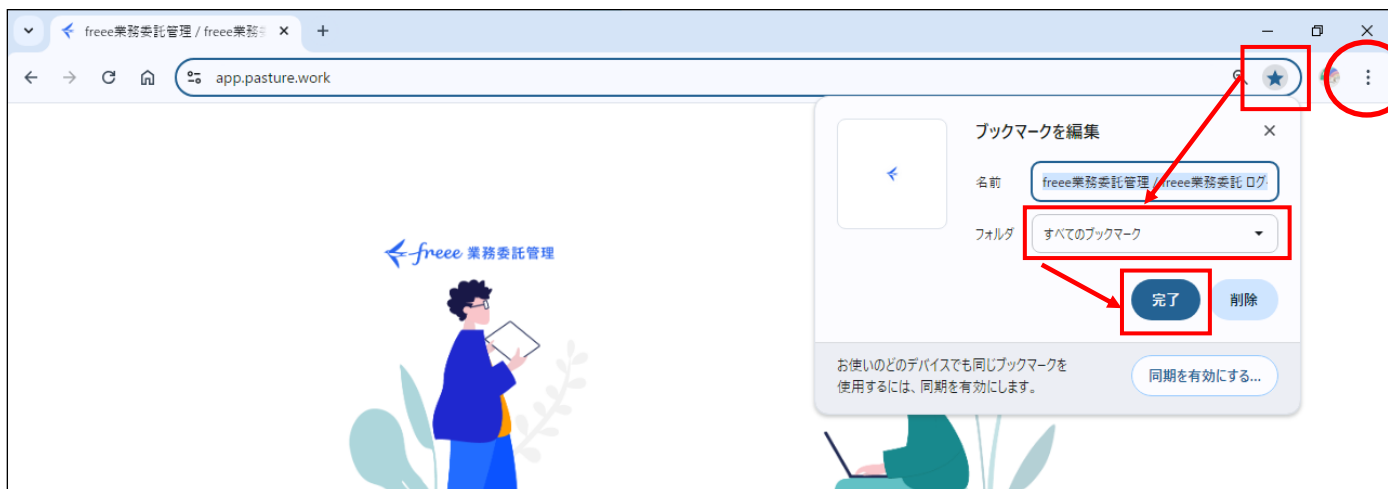 freee業務委託管理 / freee業務
app.pasture.work
ブックマークを編集
名前
freee業務委託管理 / freee業務委託 ログ
フォルダ
すべてのブックマーク
完了
削除
お使いのどのデバイスでも同じブックマークを
使用するには、同期を有効にします。
同期を有効にする...
freee 業務委託管理